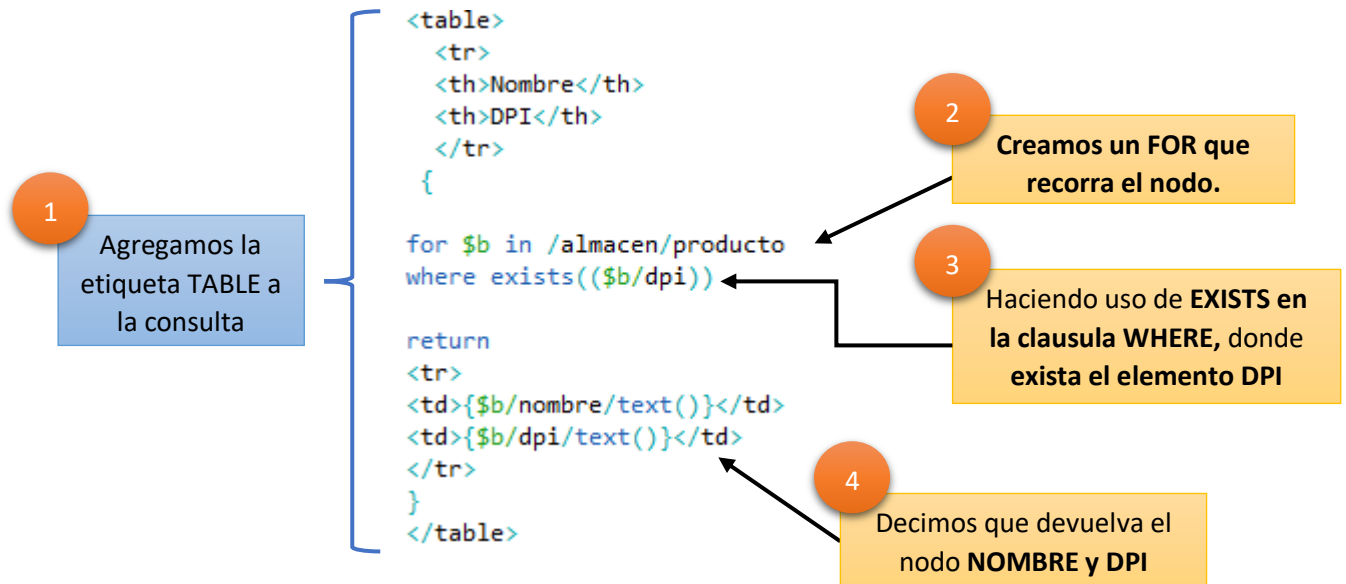 <table>
<tr>
<th>Nombre</th>
<th>DPI</th>
</tr>
{
for $b in /almacen/producto
where exists(($b/dpi))
return
<tr>
<td>{$b/nombre/text()}</td>
<td>{$b/dpi/text()}</td>
</tr>
}
</table>
1
Agregamos la
etiqueta TABLE a
la consulta
2
Creamos un FOR que
recorra el nodo.
3
Haciendo uso de EXISTS en
la clausula WHERE, donde
exista el elemento DPI
4
Decimos que devuelva el
nodo NOMBRE y DPI